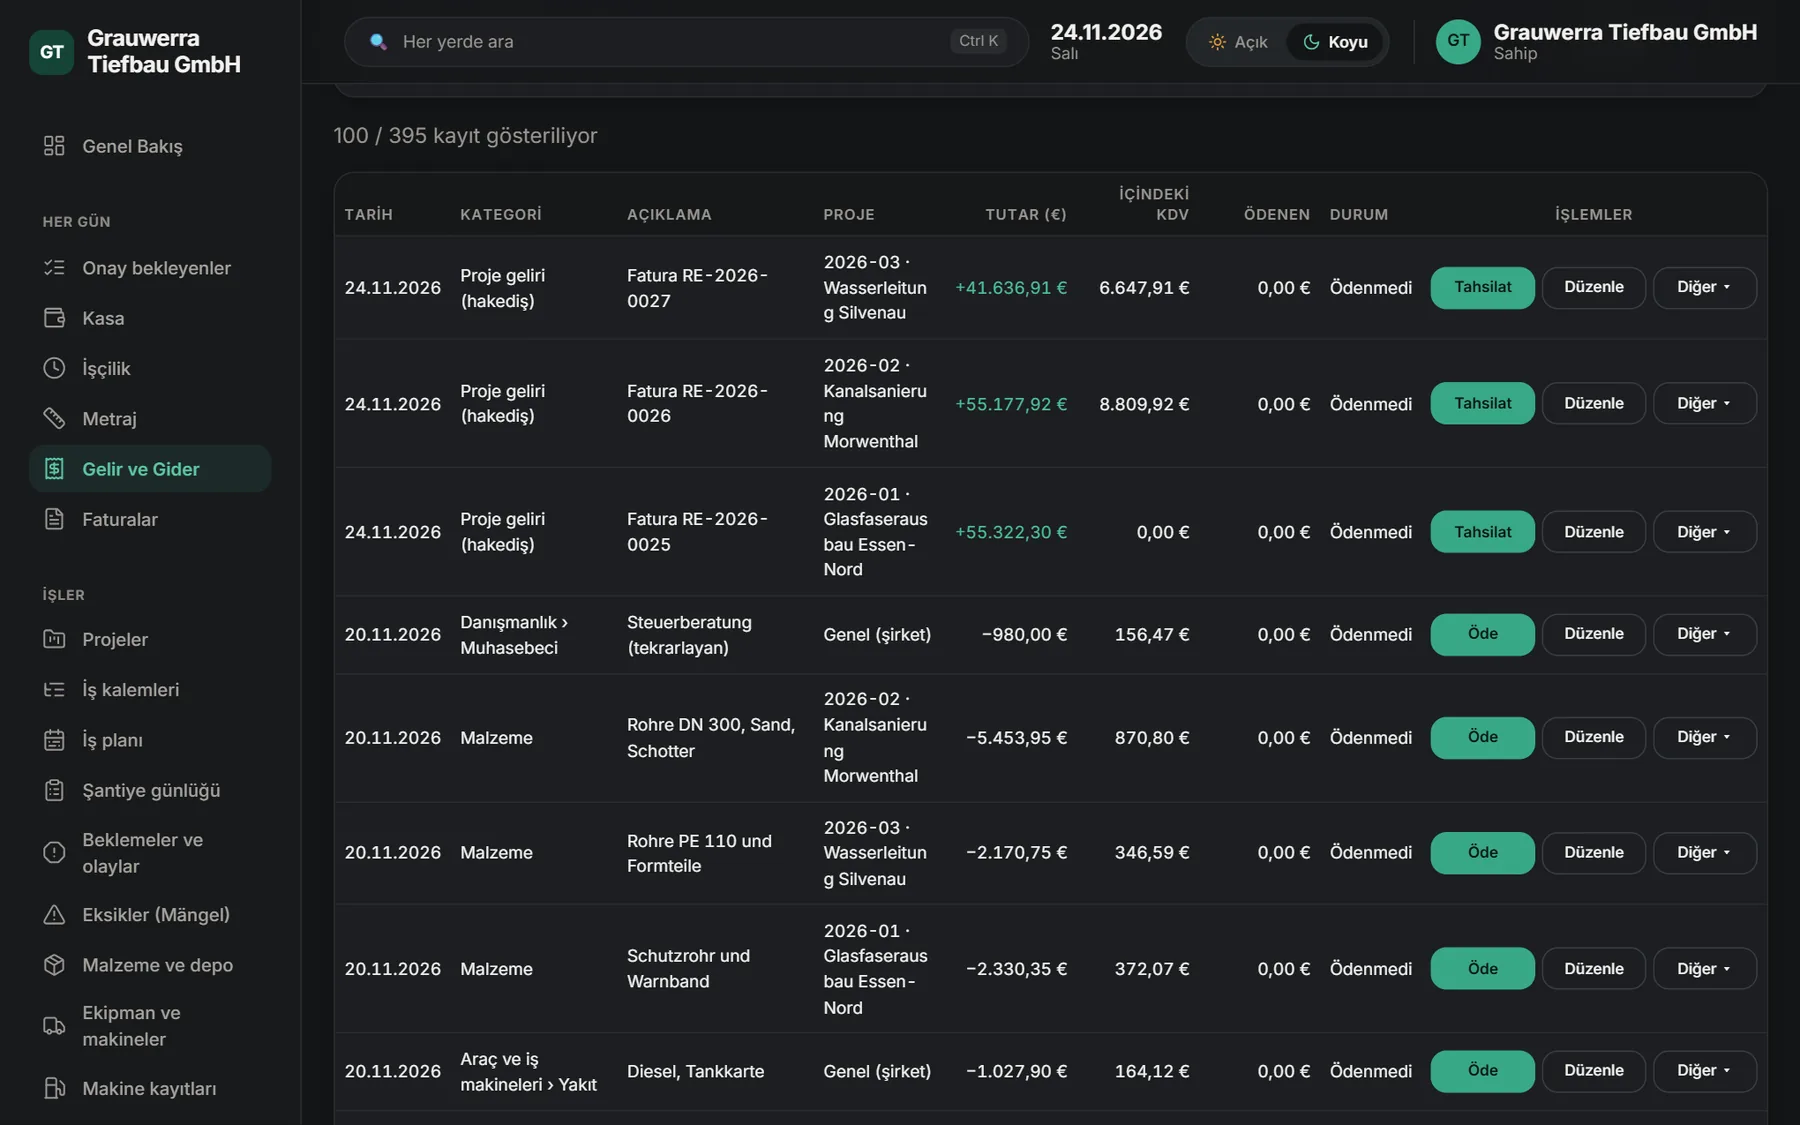 GT
Grauwerra
Tiefbau GmbH
Her yerde ara
Ctrl K
24.11.2026
Salı
Açık
Koyu
GT
Grauwerra Tiefbau GmbH
Sahip
Genel Bakış
HER GÜN
Onay bekleyenler
Kasa
İşçilik
Metraj
Gelir ve Gider
Faturalar
İŞLER
Projeler
İş kalemleri
İş planı
Şantiye günlüğü
Beklemeler ve
olaylar
Eksikler (Mängel)
Malzeme ve depo
Ekipman ve
makineler
Makine kayıtları
100 / 395 kayıt gösteriliyor
TARİH KATEGORİ AÇIKLAMA PROJE TUTAR (€) İÇİNDEKİ
KDV ÖDENEN DURUM İŞLEMLER
24.11.2026 Proje geliri
(hakediş) Fatura RE-2026-
0027 2026-03 ·
Wasserleitun
g Silvenau +41.636,91 € 6.647,91 € 0,00 € Ödenmedi Tahsilat Düzenle Diğer
24.11.2026 Proje geliri
(hakediş) Fatura RE-2026-
0026 2026-02 ·
Kanalsanieru
ng
Morwenthal +55.177,92 € 8.809,92 € 0,00 € Ödenmedi Tahsilat Düzenle Diğer
24.11.2026 Proje geliri
(hakediş) Fatura RE-2026-
0025 2026-01 ·
Glasfaseraus
bau Essen-
Nord +55.322,30 € 0,00 € 0,00 € Ödenmedi Tahsilat Düzenle Diğer
20.11.2026 Danışmanlık ›
Muhasebeci Steuerberatung
(tekrarlayan) Genel (şirket) −980,00 € 156,47 € 0,00 € Ödenmedi Öde Düzenle Diğer
20.11.2026 Malzeme Rohre DN 300, Sand,
Schotter 2026-02 ·
Kanalsanieru
ng
Morwenthal −5.453,95 € 870,80 € 0,00 € Ödenmedi Öde Düzenle Diğer
20.11.2026 Malzeme Rohre PE 110 und
Formteile 2026-03 ·
Wasserleitun
g Silvenau −2.170,75 € 346,59 € 0,00 € Ödenmedi Öde Düzenle Diğer
20.11.2026 Malzeme Schutzrohr und
Warnband 2026-01 ·
Glasfaseraus
bau Essen-
Nord −2.330,35 € 372,07 € 0,00 € Ödenmedi Öde Düzenle Diğer
20.11.2026 Araç ve iş
makineleri › Yakıt Diesel, Tankkarte Genel (şirket) −1.027,90 € 164,12 € 0,00 € Ödenmedi Öde Düzenle Diğer